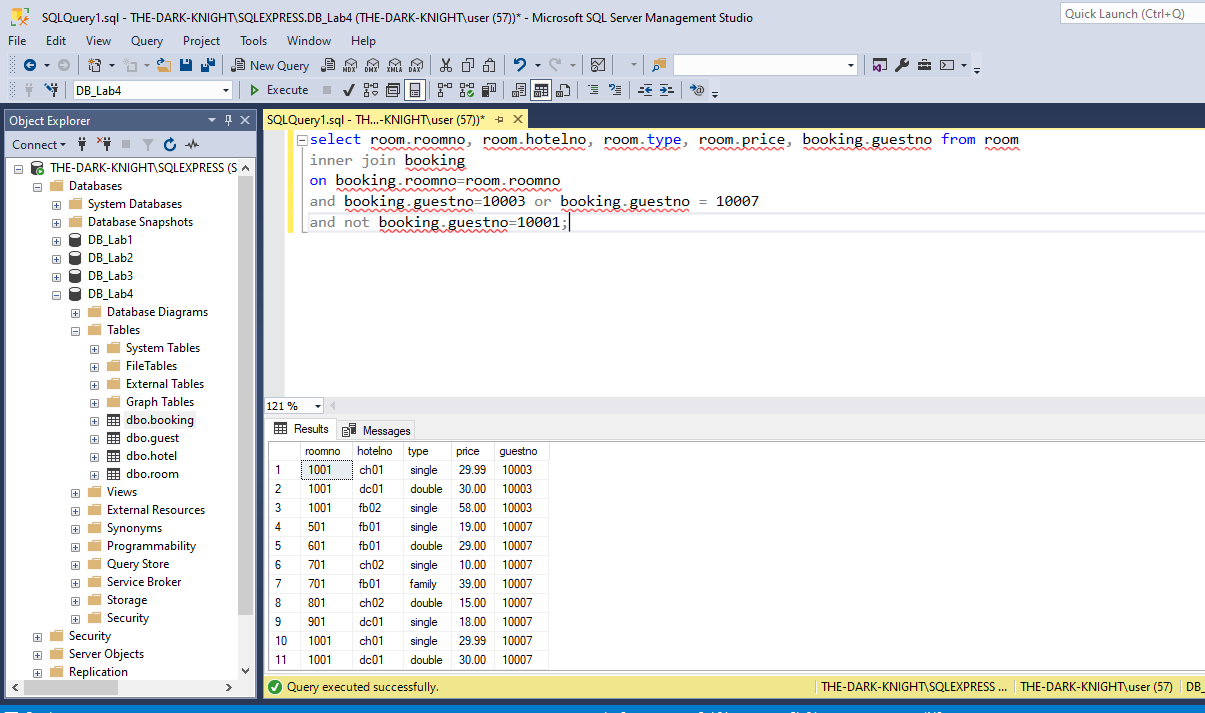 SQLQuery1.sql - THE-DARK-KNIGHT\SQLEXPRESS.DB_Lab4 (THE-DARK-KNIGHT\user (57))* - Microsoft SQL Server Management Studio
Quick Launch (Ctrl+Q)
File Edit View Query Project Tools Window Help
New Query MDX DMX XMLA DAX
DB_Lab4 Execute
Object Explorer
SQLQuery1.sql - TH...-KNIGHT\user (57))*
Connect
THE-DARK-KNIGHT\SQLEXPRESS (S
Databases
System Databases
Database Snapshots
DB_Lab1
DB_Lab2
DB_Lab3
DB_Lab4
Database Diagrams
Tables
System Tables
FileTables
External Tables
Graph Tables
dbo.booking
dbo.guest
dbo.hotel
dbo.room
Views
External Resources
Synonyms
Programmability
Query Store
Service Broker
Storage
Security
Security
Server Objects
Replication
select room.roomno, room.hotelno, room.type, room.price, booking.guestno from room
inner join booking
on booking.roomno=room.roomno
and booking.guestno=10003 or booking.guestno = 10007
and not booking.guestno=10001;
121 %
Results Messages
roomno hotelno type price guestno
1 1001 ch01 single 29.99 10003
2 1001 dc01 double 30.00 10003
3 1001 fb02 single 58.00 10003
4 501 fb01 single 19.00 10007
5 601 fb01 double 29.00 10007
6 701 ch02 single 10.00 10007
7 701 fb01 family 39.00 10007
8 801 ch02 double 15.00 10007
9 901 dc01 single 18.00 10007
10 1001 ch01 single 29.99 10007
11 1001 dc01 double 30.00 10007
Query executed successfully.
THE-DARK-KNIGHT\SQLEXPRESS ... THE-DARK-KNIGHT\user (57) DB_